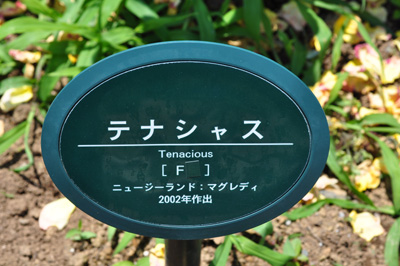 テナシャス
Tenacious
[ F ]
ニュージーランド：マグレディ
2002年作出